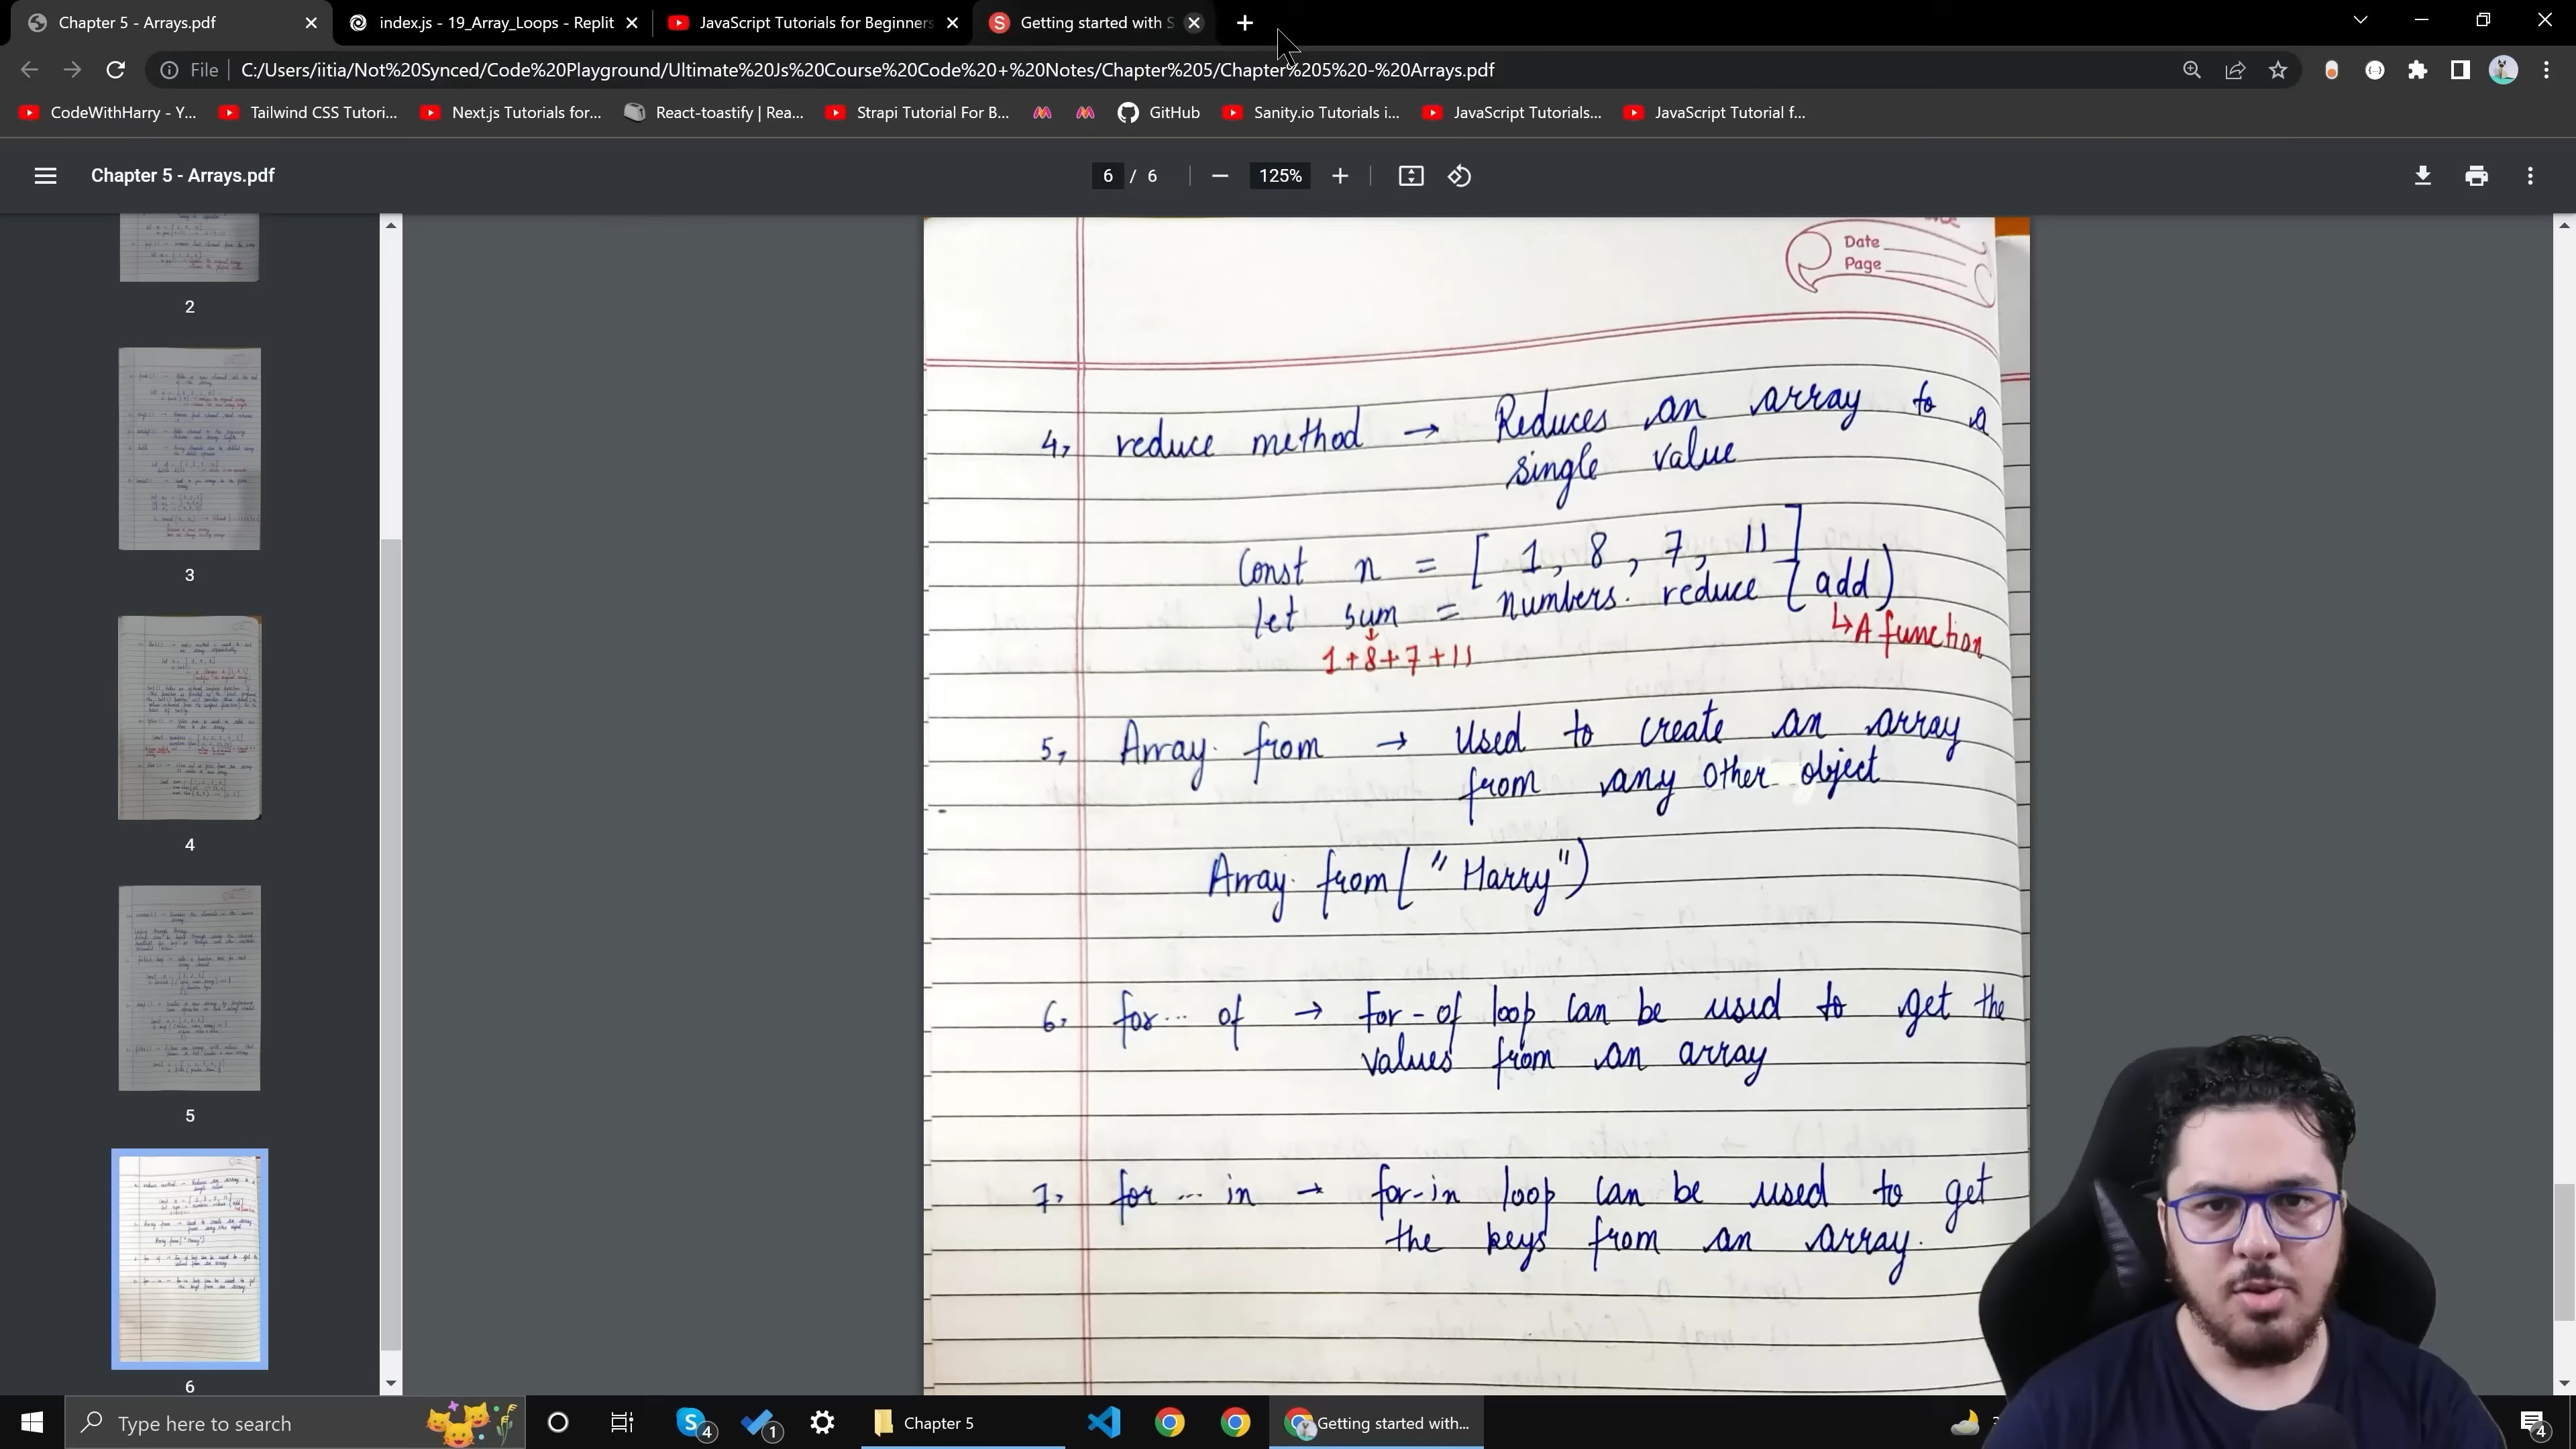 Chapter 5 - Arrays.pdf
index.js - 19_Array_Loops - Replit
JavaScript Tutorials for Beginners
Getting started with S
File
C:/Users/iitia/Not%20Synced/Code%20Playground/Ultimate%20Js%20Course%20Code%20+%20Notes/Chapter%205/Chapter%205%20-%20Arrays.pdf
CodeWithHarry - Y...
Tailwind CSS Tutori...
Next.js Tutorials for...
React-toastify | Rea...
Strapi Tutorial For B...
GitHub
Sanity.io Tutorials i...
JavaScript Tutorials...
JavaScript Tutorial f...
Chapter 5 - Arrays.pdf
6 / 6
125%
2
3
4
5
6
Date
Page
4, reduce method → Reduces an array to a
single value
Const n = [ 1, 8, 7, 11 ]
let sum = numbers. reduce (add)
↳ A function
1+8+7+11
5, Array. from → Used to create an array
from any other object
Array. from ("Harry")
6, for... of → For-of loop can be used to get the
values from an array
7, for ... in → for-in loop can be used to get
the keys from an array.
Type here to search
4
1
Chapter 5
Getting started with...
4